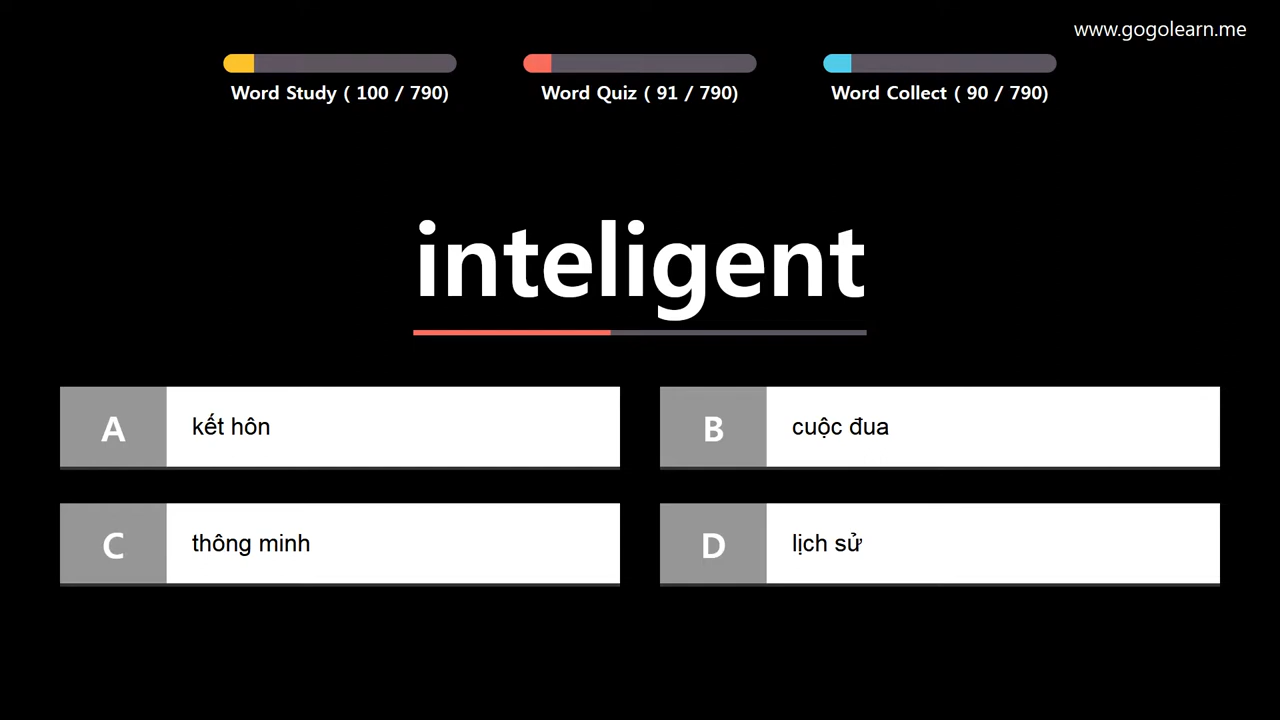 www.gogolearn.me
Word Study ( 100 / 790)
Word Quiz ( 91 / 790)
Word Collect ( 90 / 790)
inteligent
A
kết hôn
B
cuộc đua
C
thông minh
D
lịch sử